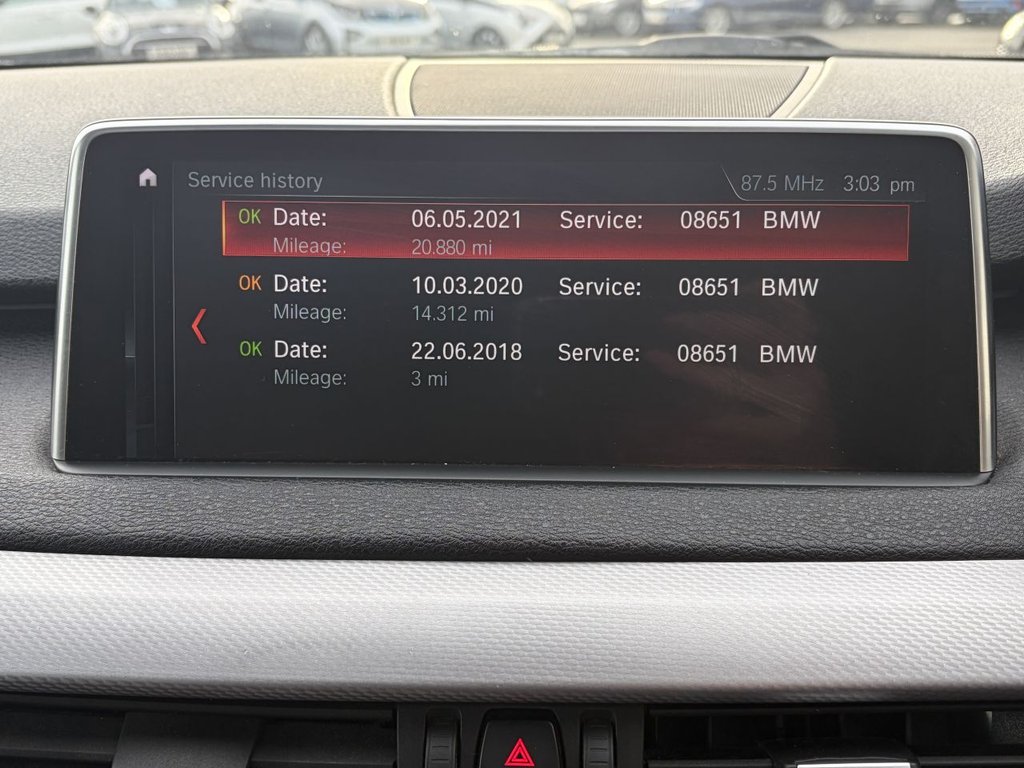 Service history 87.5 MHz 3:03 pm
OK Date: 06.05.2021 Service: 08651 BMW
Mileage: 20.880 mi
OK Date: 10.03.2020 Service: 08651 BMW
Mileage: 14.312 mi
OK Date: 22.06.2018 Service: 08651 BMW
Mileage: 3 mi